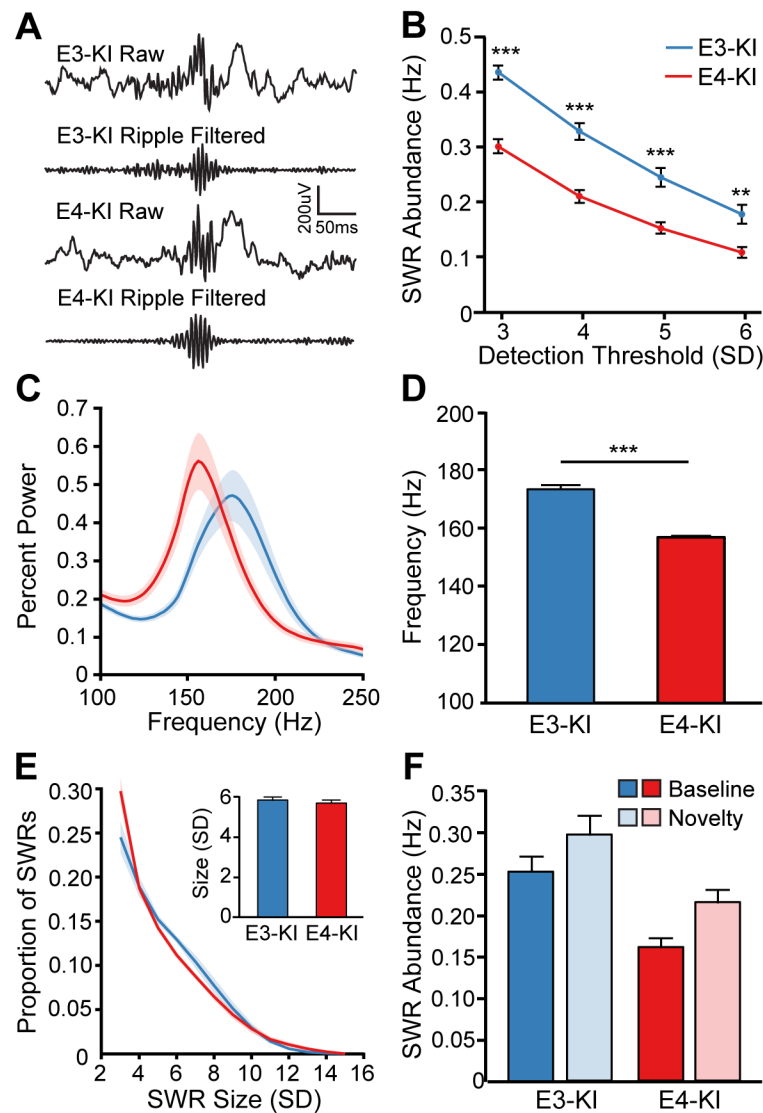 A
E3-KI Raw
E3-KI Ripple Filtered
200uV
50ms
E4-KI Raw
E4-KI Ripple Filtered
B
0.5
0.4
0.3
0.2
0.1
0
SWR Abundance (Hz)
E3-KI
E4-KI
***
***
***
**
3 4 5 6
Detection Threshold (SD)
C
0.7
0.6
0.5
0.4
0.3
0.2
0.1
0
Percent Power
100 150 200 250
Frequency (Hz)
D
200
180
160
140
120
100
Frequency (Hz)
***
E3-KI E4-KI
E
0.30
0.25
0.20
0.15
0.10
0.05
0
Proportion of SWRs
2 4 6 8 10 12 14 16
SWR Size (SD)
6
4
2
0
Size (SD)
E3-KI E4-KI
F
0.35
0.30
0.25
0.20
0.15
0.10
0.05
0.00
SWR Abundance (Hz)
Baseline
Novelty
E3-KI E4-KI